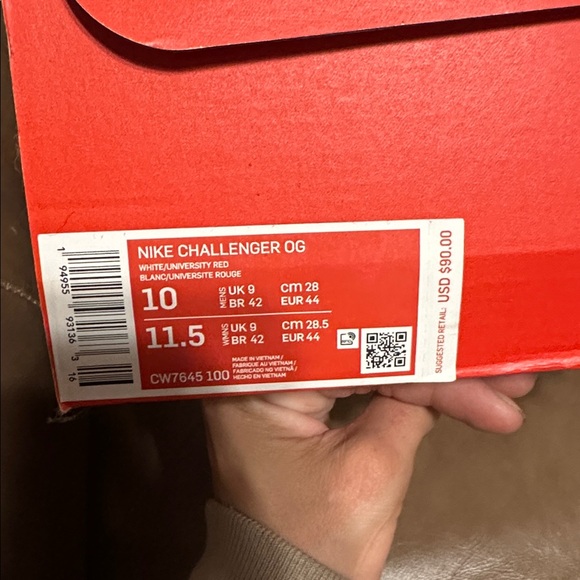 NIKE CHALLENGER OG
WHITE/UNIVERSITY RED
BLANC/UNIVERSITE ROUGE
10 MENS UK 9 CM 28
BR 42 EUR 44
11.5 WMNS UK 9 CM 28.5
BR 42 EUR 44
MADE IN VIETNAM /
FABRIQUE AU VIETNAM /
FABRICADO NO VIETNÃ /
HECHO EN VIETNAM
CW7645 100
1 94955 93136 3 16
SUGGESTED RETAIL: USD $90.00